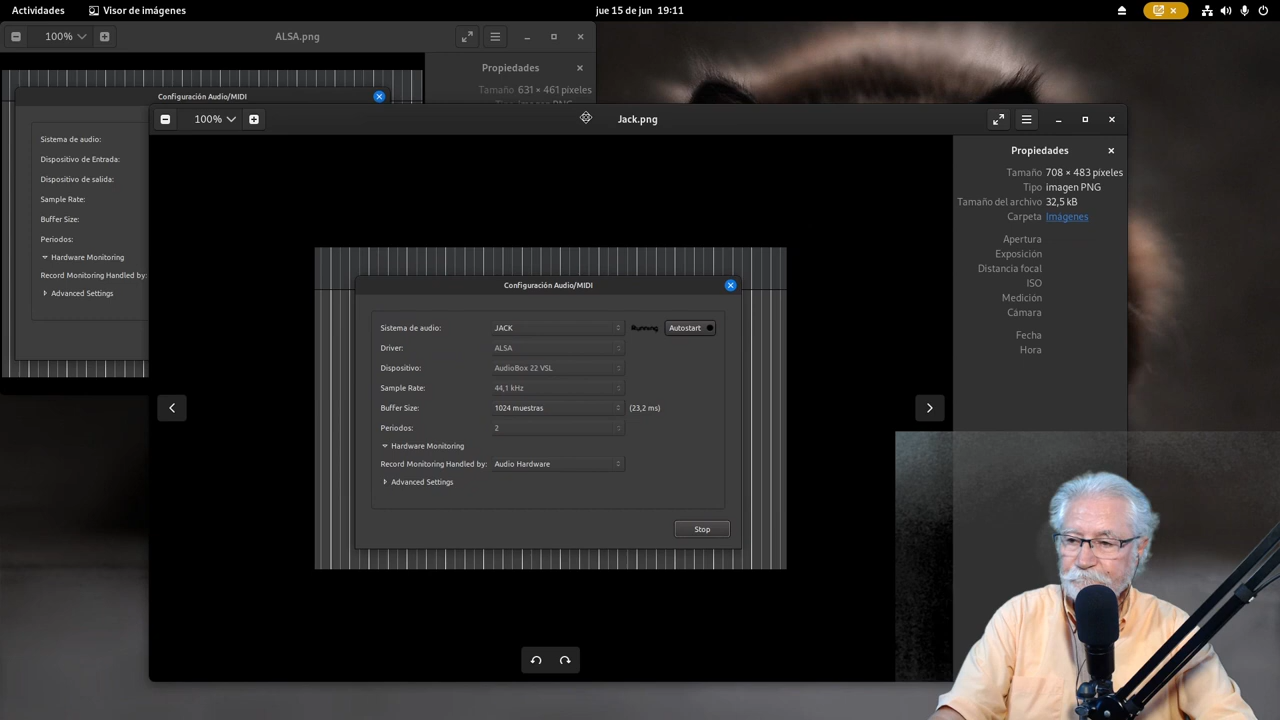 Actividades
Visor de imágenes
jue 15 de jun 19:11
100%
ALSA.png
Propiedades
Tamaño 631 × 461 píxeles
Configuración Audio/MIDI
Sistema de audio:
Dispositivo de Entrada:
Dispositivo de salida:
Sample Rate:
Buffer Size:
Periodos:
Hardware Monitoring
Record Monitoring Handled by:
Advanced Settings
100%
Jack.png
Propiedades
Tamaño 708 × 483 píxeles
Tipo imagen PNG
Tamaño del archivo 32,5 kB
Carpeta Imágenes
Apertura
Exposición
Distancia focal
ISO
Medición
Cámara
Fecha
Hora
Configuración Audio/MIDI
Sistema de audio: JACK Running Autostart
Driver: ALSA
Dispositivo: AudioBox 22 VSL
Sample Rate: 44,1 kHz
Buffer Size: 1024 muestras (23,2 ms)
Periodos: 2
Hardware Monitoring
Record Monitoring Handled by: Audio Hardware
Advanced Settings
Stop